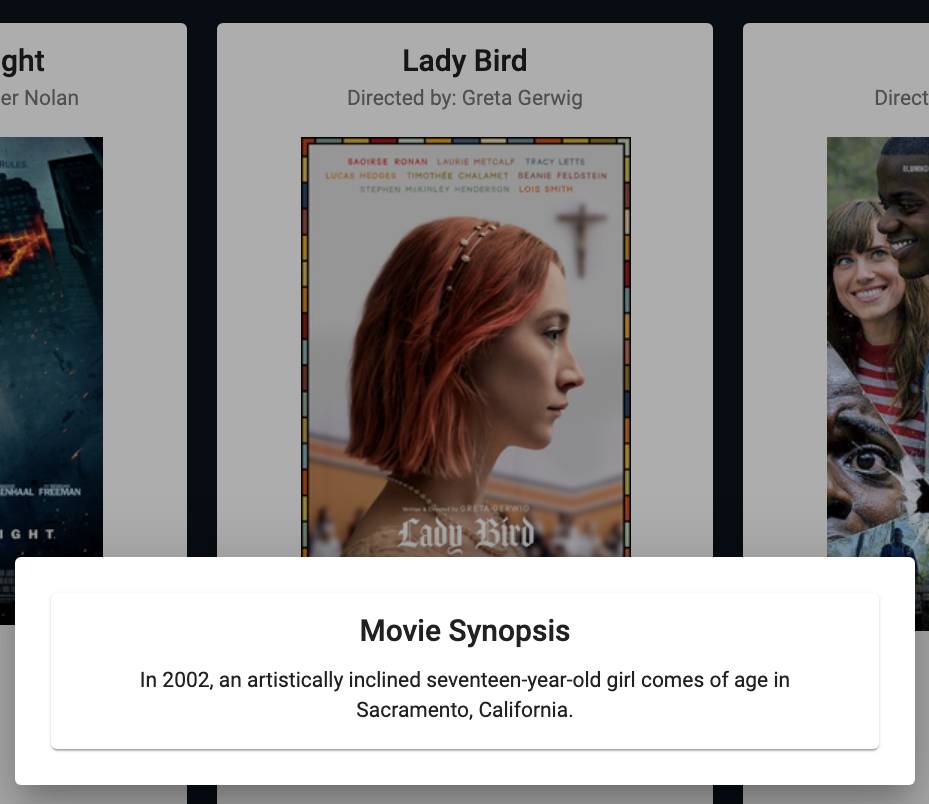 ght
er Nolan
RULES.
ENHAAL FREEMAN
IGHT
Lady Bird
Directed by: Greta Gerwig
SAOIRSE RONAN LAURIE METCALF TRACY LETTS
LUCAS HEDGES TIMOTHÉE CHALAMET BEANIE FELDSTEIN
STEPHEN McKINLEY HENDERSON LOIS SMITH
Written & Directed by GRETA GERWIG
Lady Bird
Direct
Movie Synopsis
In 2002, an artistically inclined seventeen-year-old girl comes of age in
Sacramento, California.